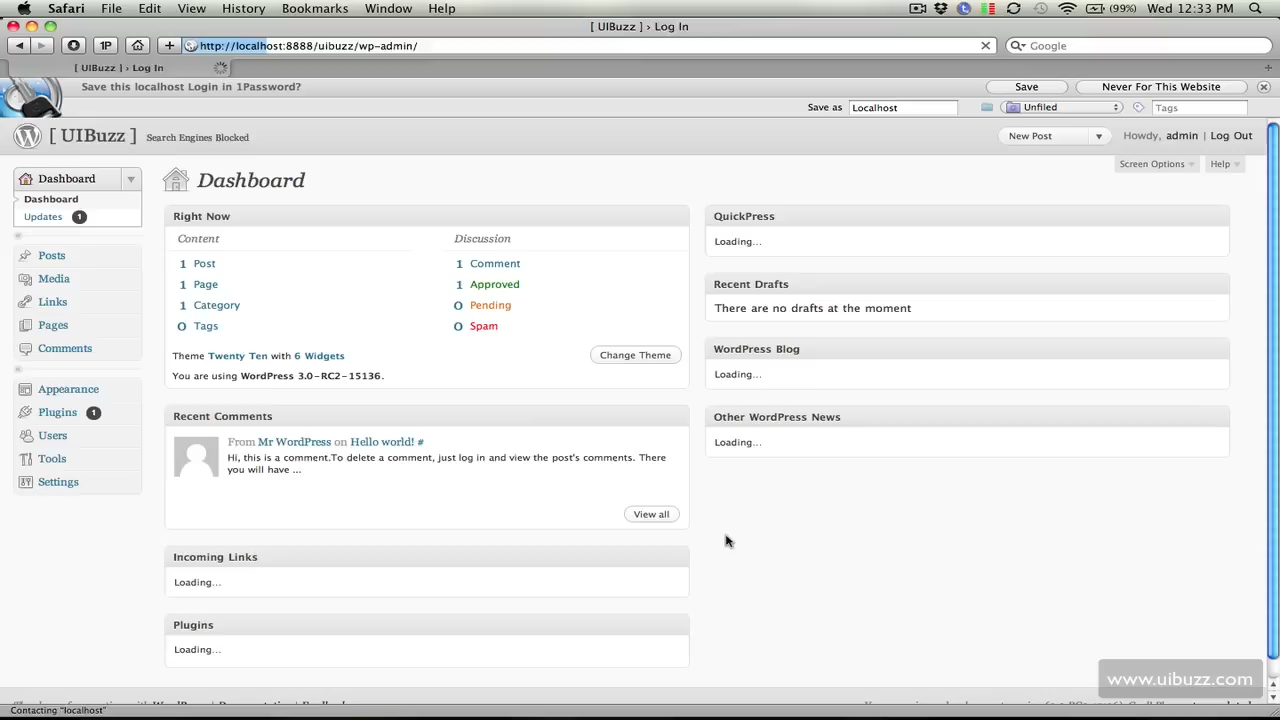 Safari File Edit View History Bookmarks Window Help (99%) Wed 12:33 PM
[ UIBuzz ] › Log In
1P http://localhost:8888/uibuzz/wp-admin/ Google
[ UIBuzz ] › Log In
Save this localhost Login in 1Password? Save Never For This Website
Save as Localhost Unfiled Tags
[ UIBuzz ] Search Engines Blocked New Post Howdy, admin | Log Out
Screen Options Help
Dashboard
Dashboard
Updates 1
Posts
Media
Links
Pages
Comments
Appearance
Plugins 1
Users
Tools
Settings
Dashboard
Right Now
Content Discussion
1 Post 1 Comment
1 Page 1 Approved
1 Category 0 Pending
0 Tags 0 Spam
Theme Twenty Ten with 6 Widgets Change Theme
You are using WordPress 3.0-RC2-15136.
Recent Comments
From Mr WordPress on Hello world! #
Hi, this is a comment.To delete a comment, just log in and view the post's comments. There
you will have ...
View all
Incoming Links
Loading...
Plugins
Loading...
QuickPress
Loading...
Recent Drafts
There are no drafts at the moment
WordPress Blog
Loading...
Other WordPress News
Loading...
www.uibuzz.com
Contacting "localhost"